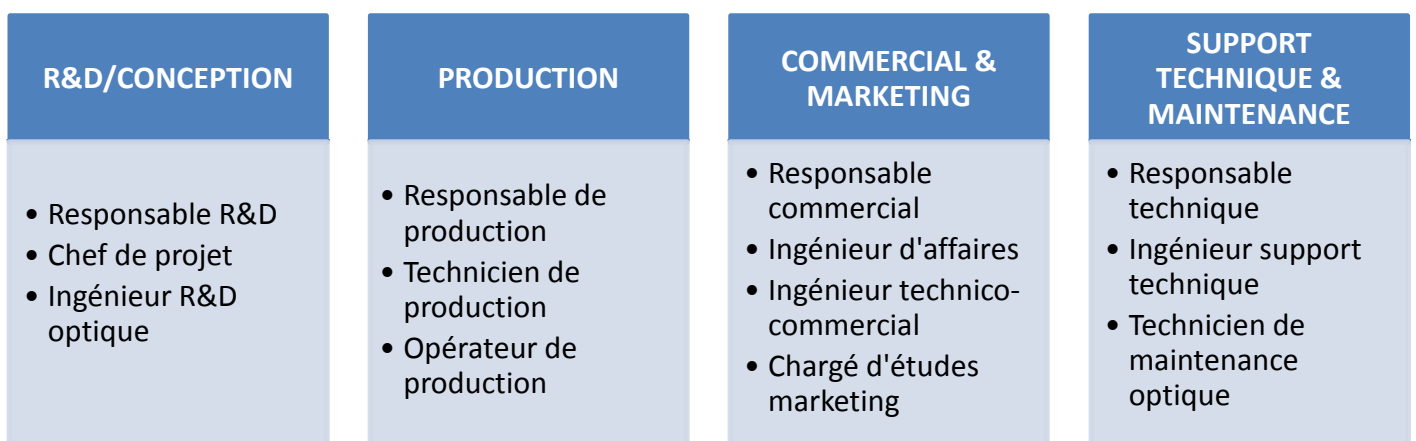 R&D/CONCEPTION
• Responsable R&D
• Chef de projet
• Ingénieur R&D
optique
PRODUCTION
• Responsable de
production
• Technicien de
production
• Opérateur de
production
COMMERCIAL &
MARKETING
• Responsable
commercial
• Ingénieur d'affaires
• Ingénieur technico-
commercial
• Chargé d'études
marketing
SUPPORT
TECHNIQUE &
MAINTENANCE
• Responsable
technique
• Ingénieur support
technique
• Technicien de
maintenance
optique